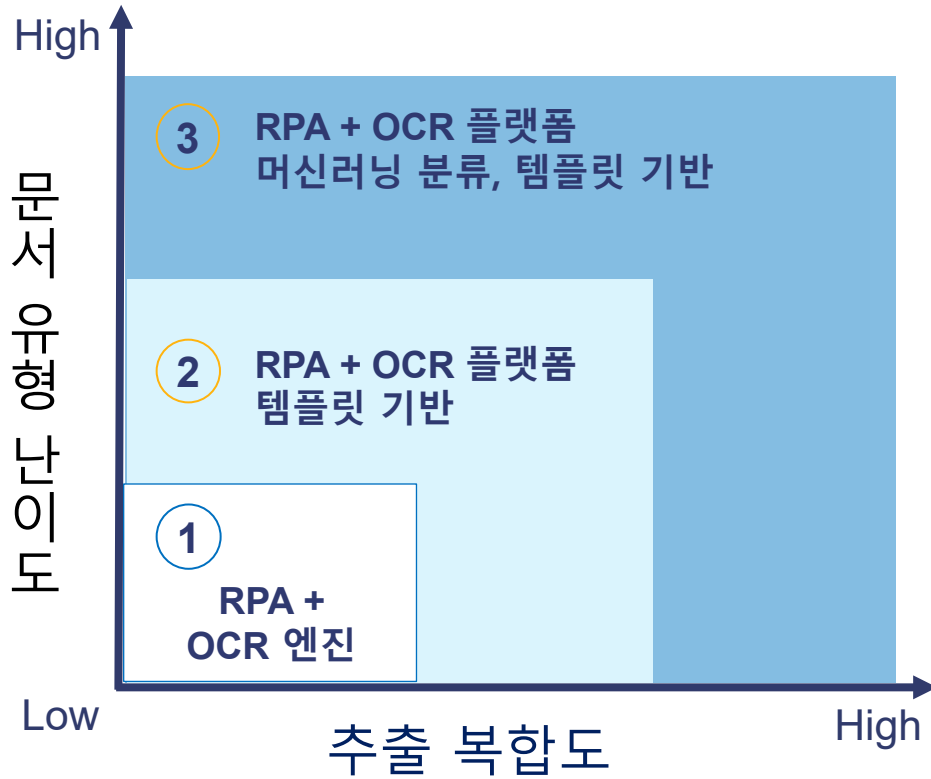 High
문서 유형 난이도
3
RPA + OCR 플랫폼
머신러닝 분류, 템플릿 기반
2
RPA + OCR 플랫폼
템플릿 기반
1
RPA +
OCR 엔진
Low
추출 복합도
High